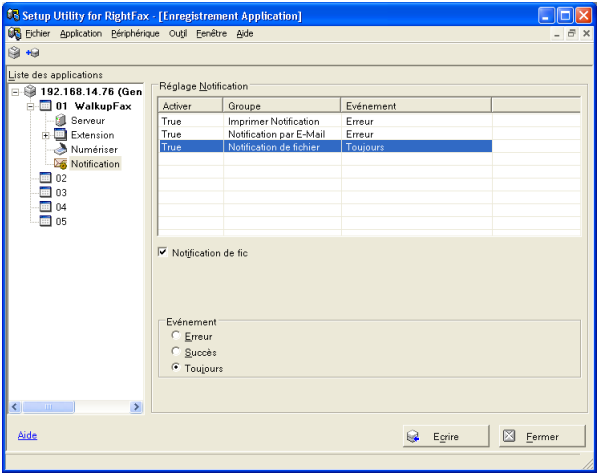 Setup Utility for RightFax - [Enregistrement Application]
Fichier Application Périphérique Outil Fenêtre Aide
Liste des applications
192.168.14.76 (Gen
01 WalkupFax
Serveur
Extension
Numériser
Notification
02
03
04
05
Réglage Notification
Activer Groupe Evénement
True Imprimer Notification Erreur
True Notification par E-Mail Erreur
True Notification de fichier Toujours
Notification de fic
Evénement
Erreur
Succès
Toujours
Aide
Ecrire
Fermer